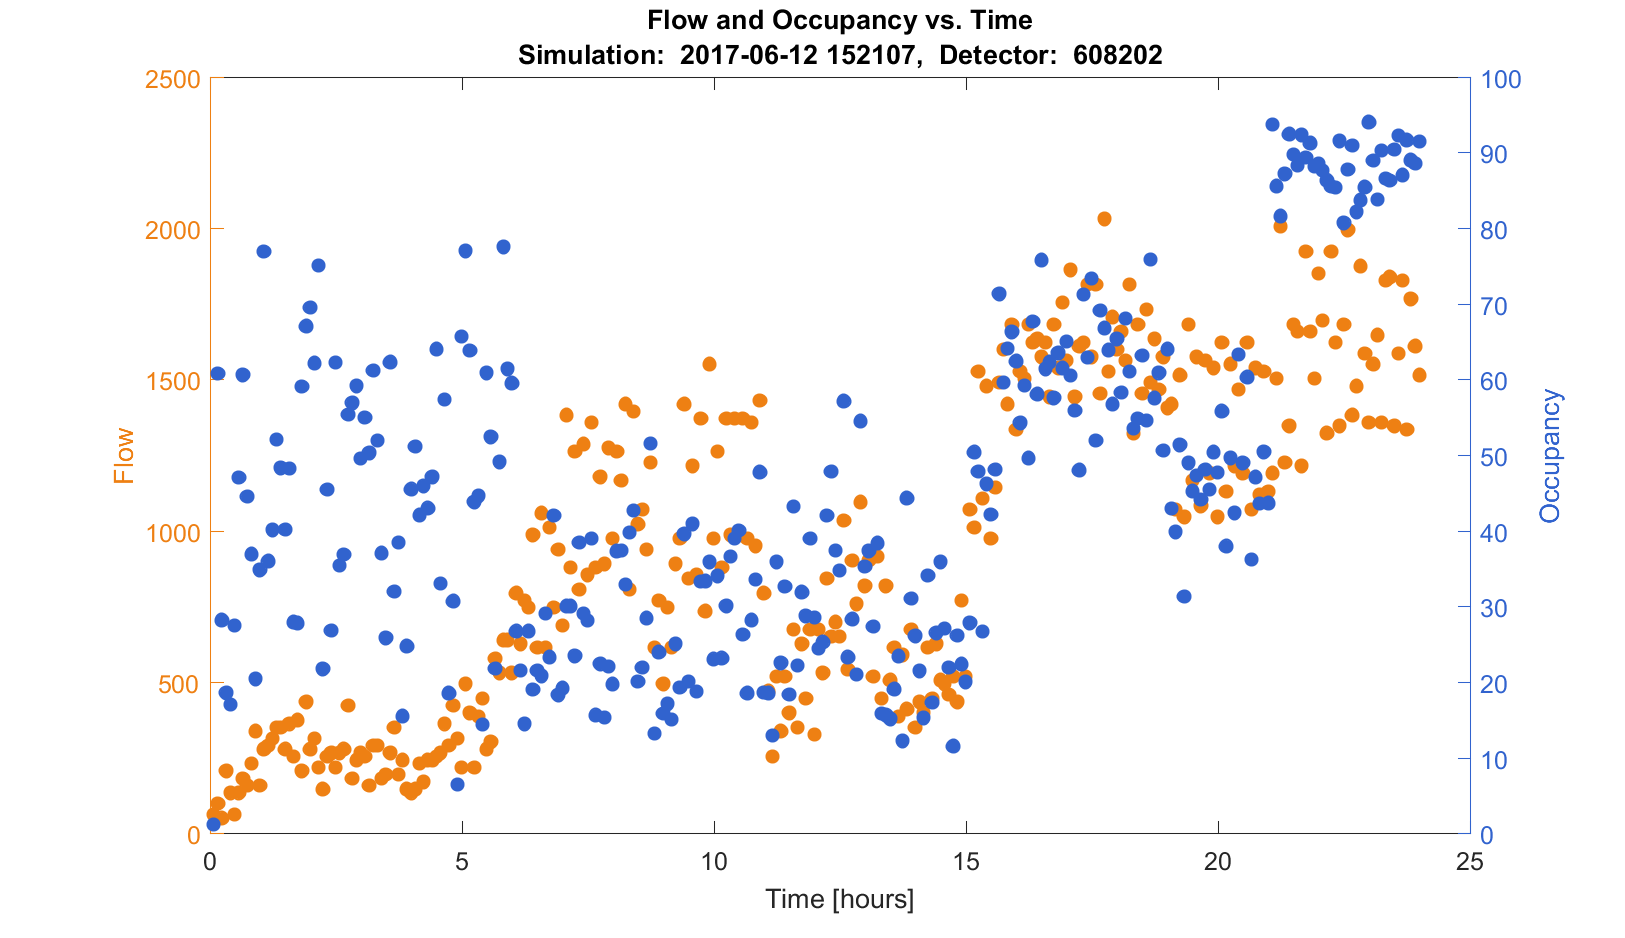 Flow and Occupancy vs. Time
Simulation:  2017-06-12 152107,  Detector:  608202
2500
2000
1500
1000
500
0
Flow
100
90
80
70
60
50
40
30
20
10
0
Occupancy
0 5 10 15 20 25
Time [hours]